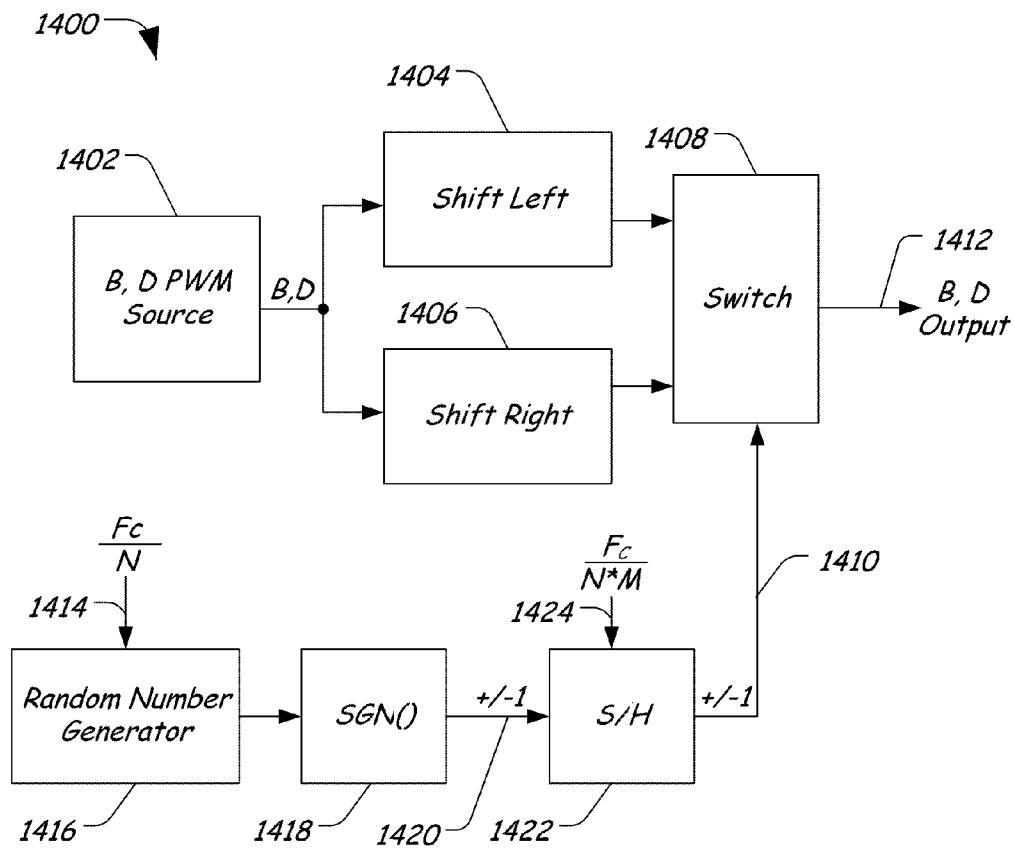 1400
1404
1402
1408
Shift Left
B, D PWM
Source
B,D
Switch
1412
B, D
Output
1406
Shift Right
Fc
N
Fc
N*M
1410
1414
1424
Random Number
Generator
SGN()
+/-1
S/H
+/-1
1416
1418
1420
1422